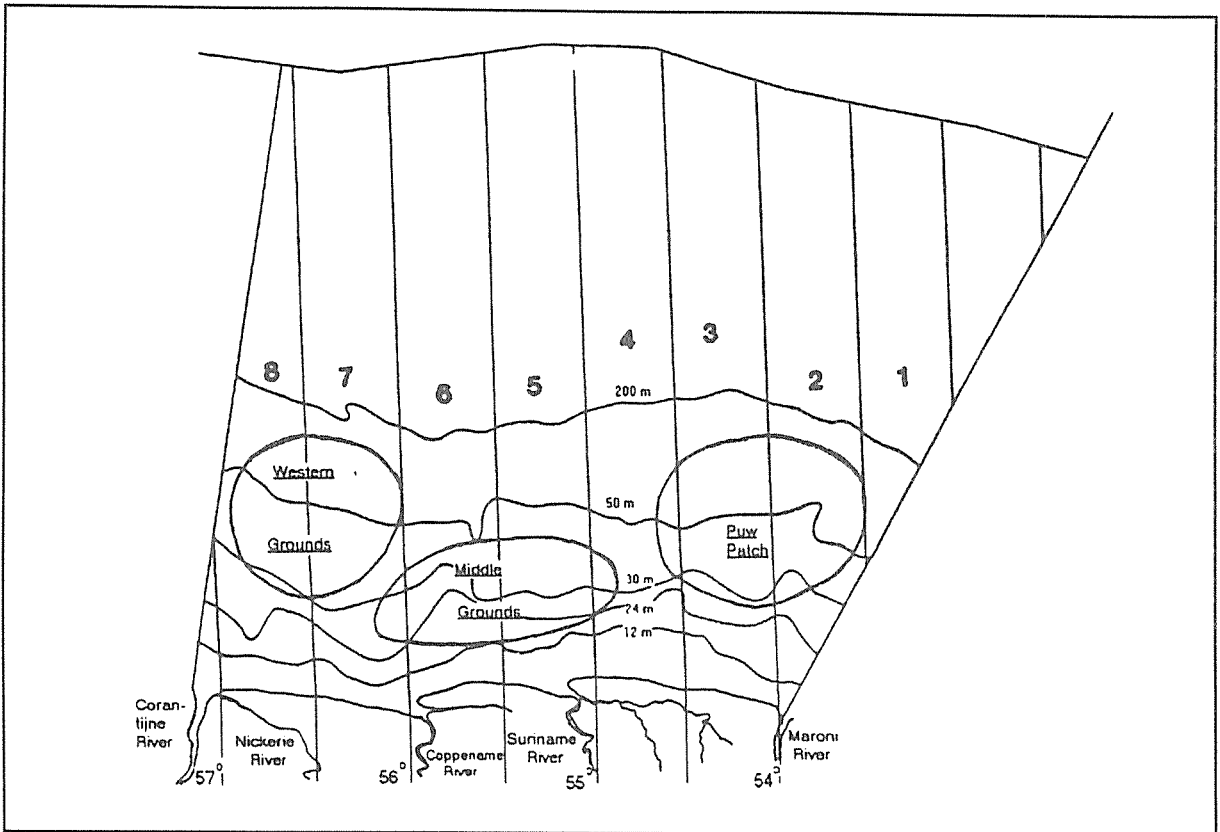 4
3
8
7
6
5
2
1
200 m
Western
50 m
Grounds
Puw
Patch
Middle
30 m
Grounds
24 m
12 m
Coran-
tijne
River
Nickerie
River
Coppename
River
Suriname
River
Maroni
River
57°
56°
55°
54°